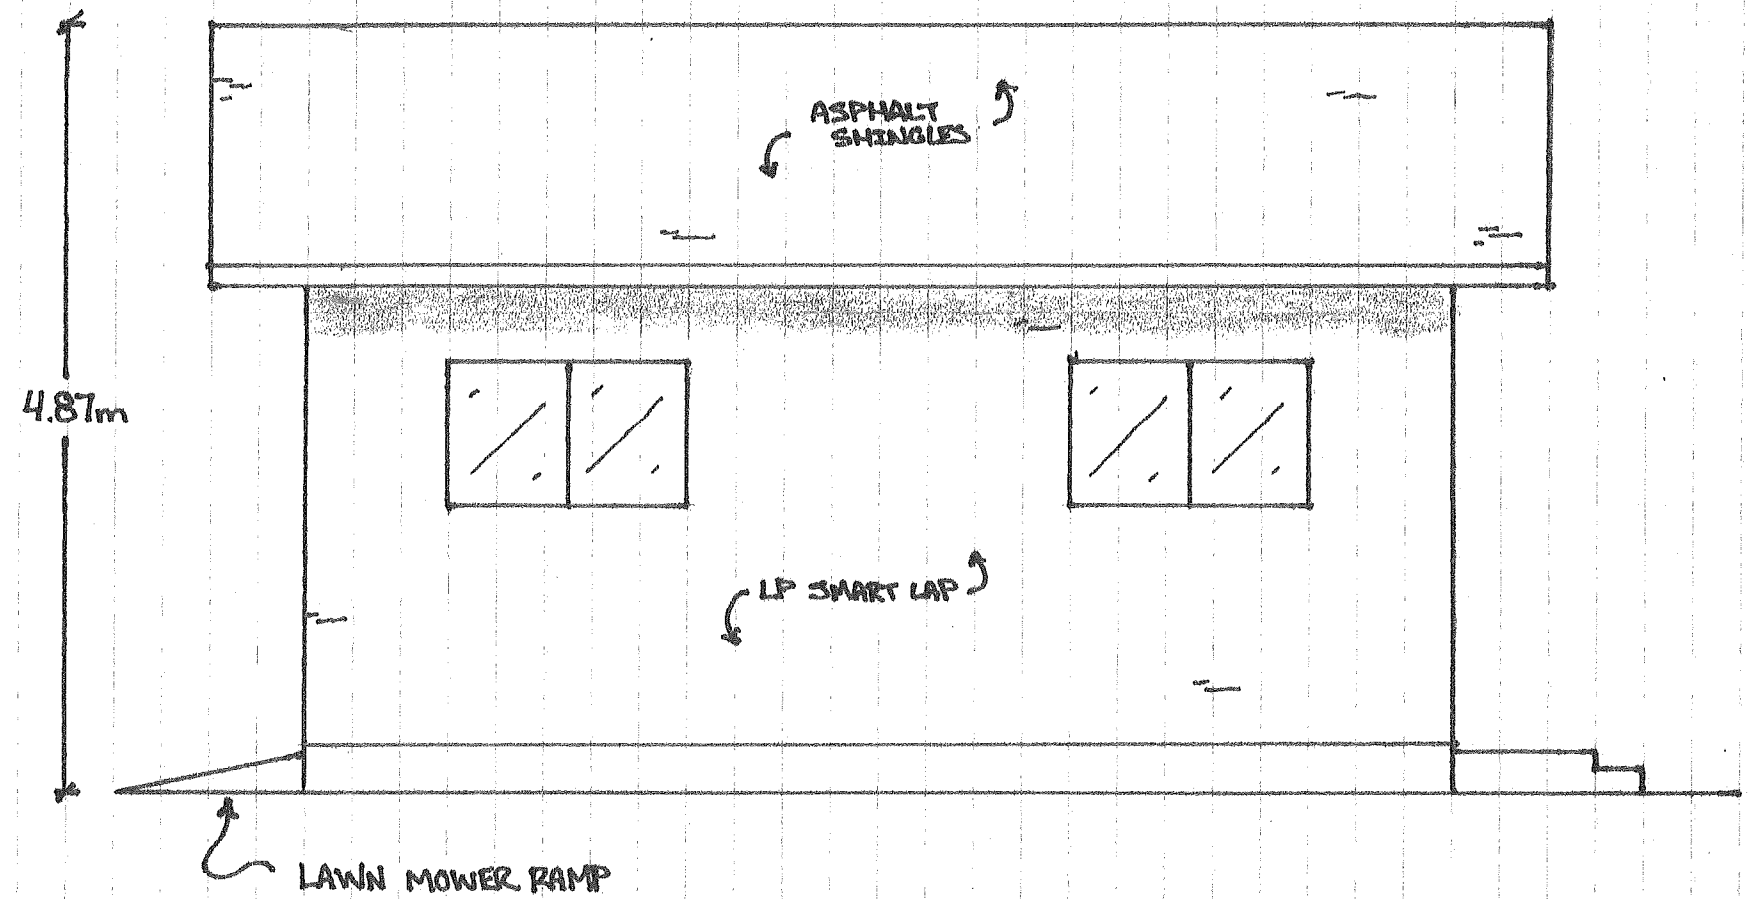 ASPHALT
SHINGLES
4.87m
LP SMART LAP
LAWN MOWER RAMP